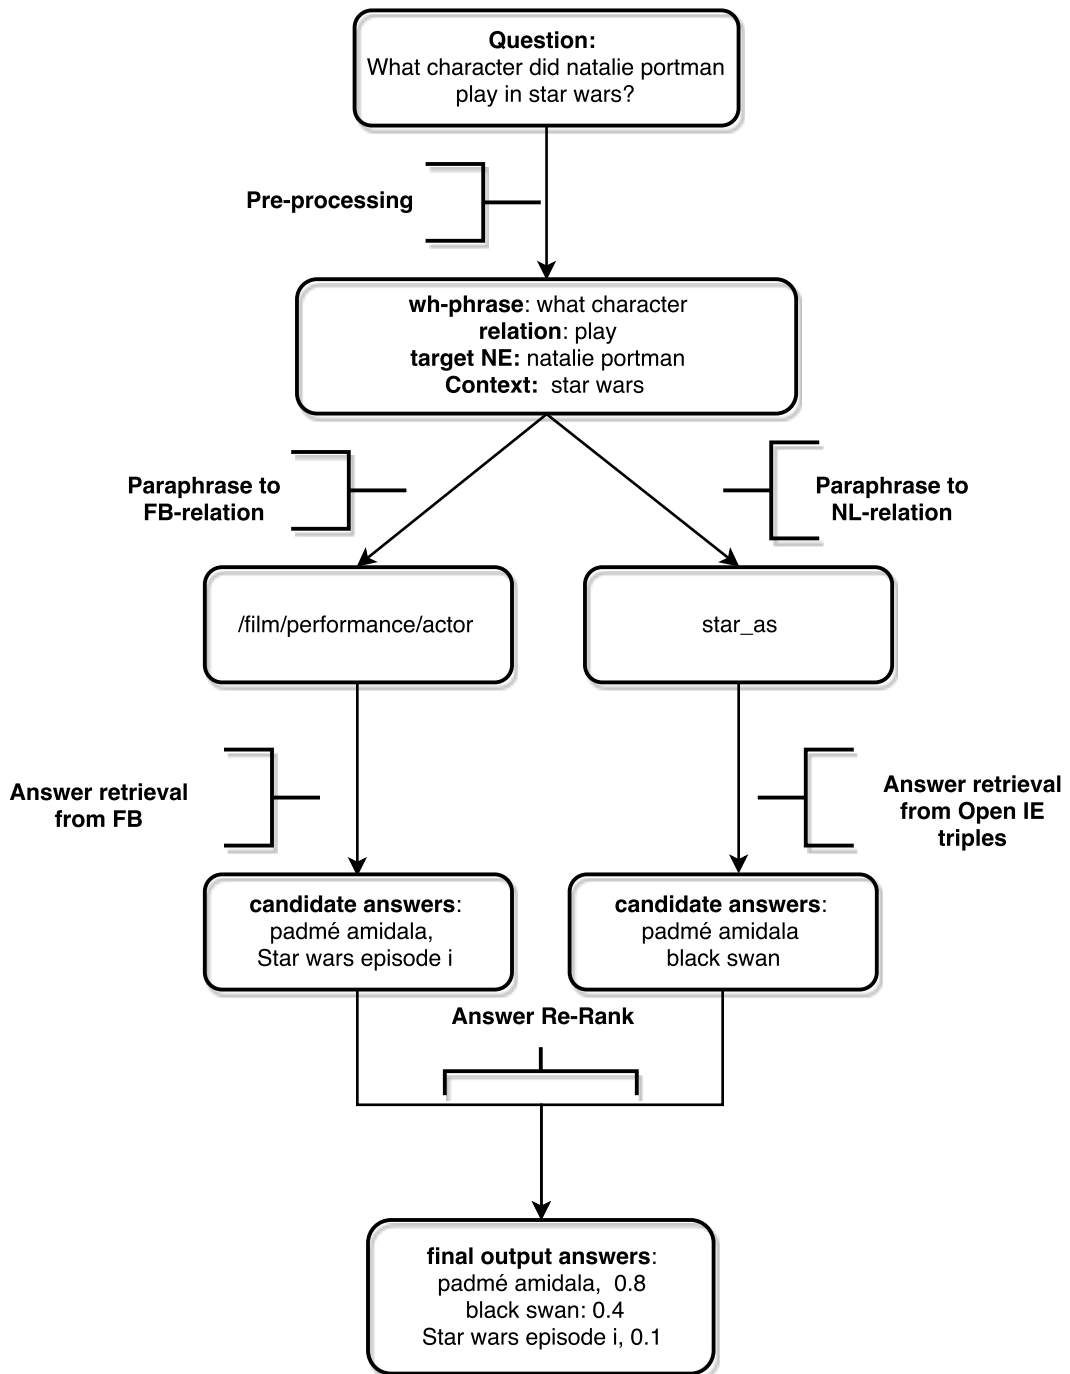 Question:
What character did natalie portman
play in star wars?
Pre-processing
wh-phrase: what character
relation: play
target NE: natalie portman
Context:  star wars
Paraphrase to
FB-relation
Paraphrase to
NL-relation
/film/performance/actor
star_as
Answer retrieval
from FB
Answer retrieval
from Open IE
triples
candidate answers:
padmé amidala,
Star wars episode i
candidate answers:
padmé amidala
black swan
Answer Re-Rank
final output answers:
padmé amidala,  0.8
black swan: 0.4
Star wars episode i, 0.1